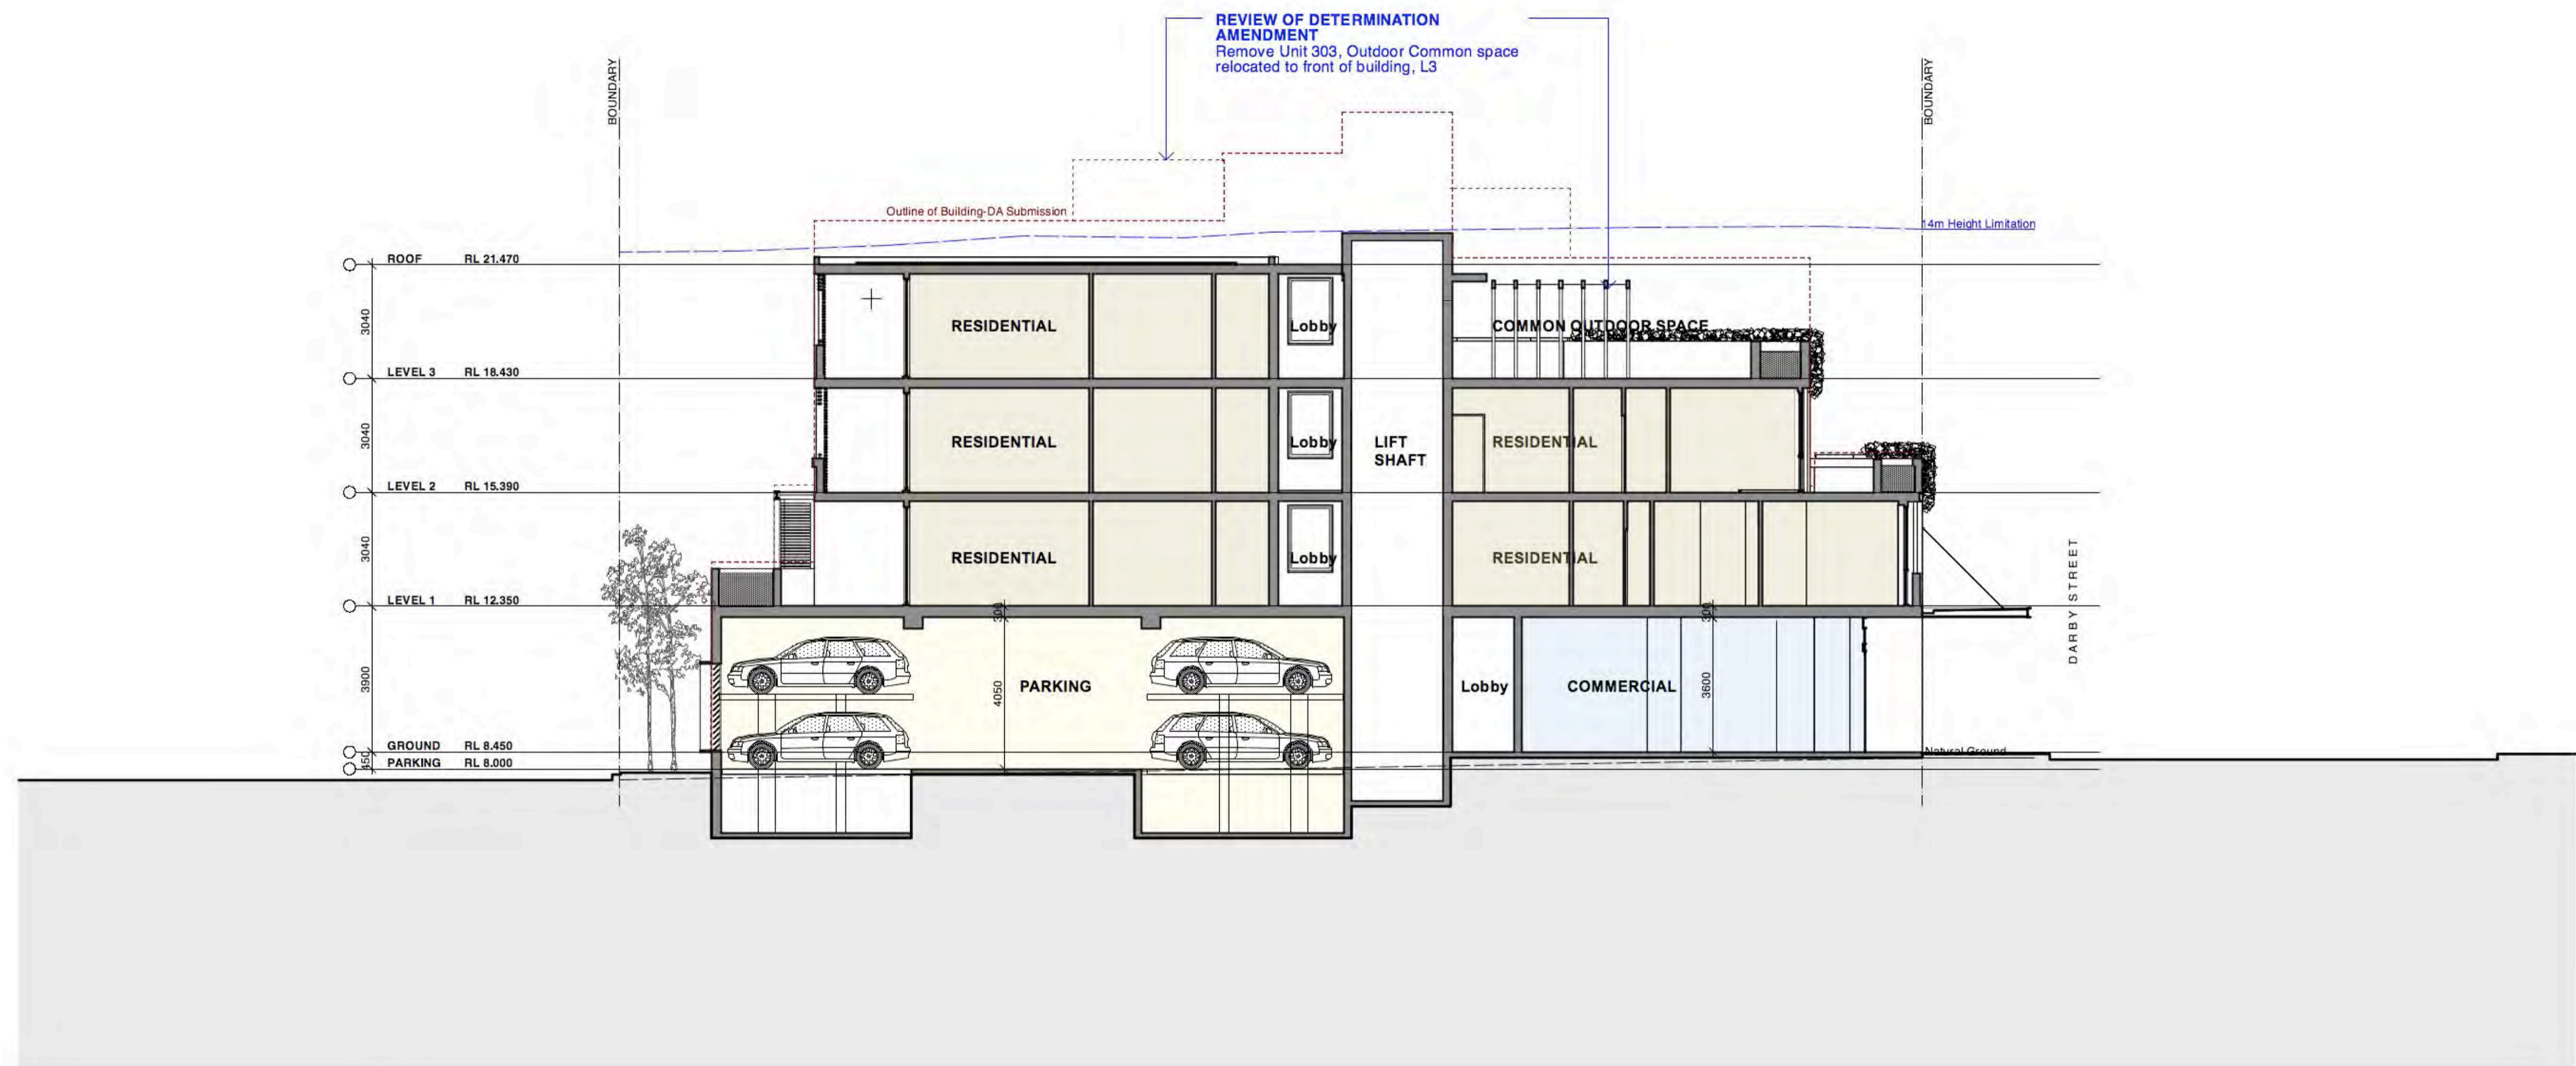 REVIEW OF DETERMINATION
AMENDMENT
Remove Unit 303, Outdoor Common space
relocated to front of building, L3
BOUNDARY
BOUNDARY
Outline of Building-DA Submission
14m Height Limitation
ROOF RL 21.470
3040
RESIDENTIAL
Lobby
COMMON OUTDOOR SPACE
LEVEL 3 RL 18.430
3040
RESIDENTIAL
Lobby
LIFT
SHAFT
RESIDENTIAL
LEVEL 2 RL 15.390
3040
RESIDENTIAL
Lobby
RESIDENTIAL
LEVEL 1 RL 12.350
300
300
DARBY STREET
3900
4050
PARKING
Lobby
COMMERCIAL
3600
GROUND RL 8.450
Natural Ground
450
PARKING RL 8.000